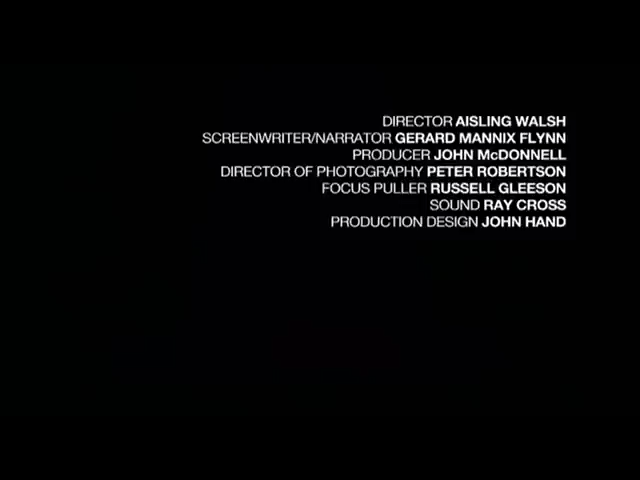 DIRECTOR AISLING WALSH
SCREENWRITER/NARRATOR GERARD MANNIX FLYNN
PRODUCER JOHN McDONNELL
DIRECTOR OF PHOTOGRAPHY PETER ROBERTSON
FOCUS PULLER RUSSELL GLEESON
SOUND RAY CROSS
PRODUCTION DESIGN JOHN HAND